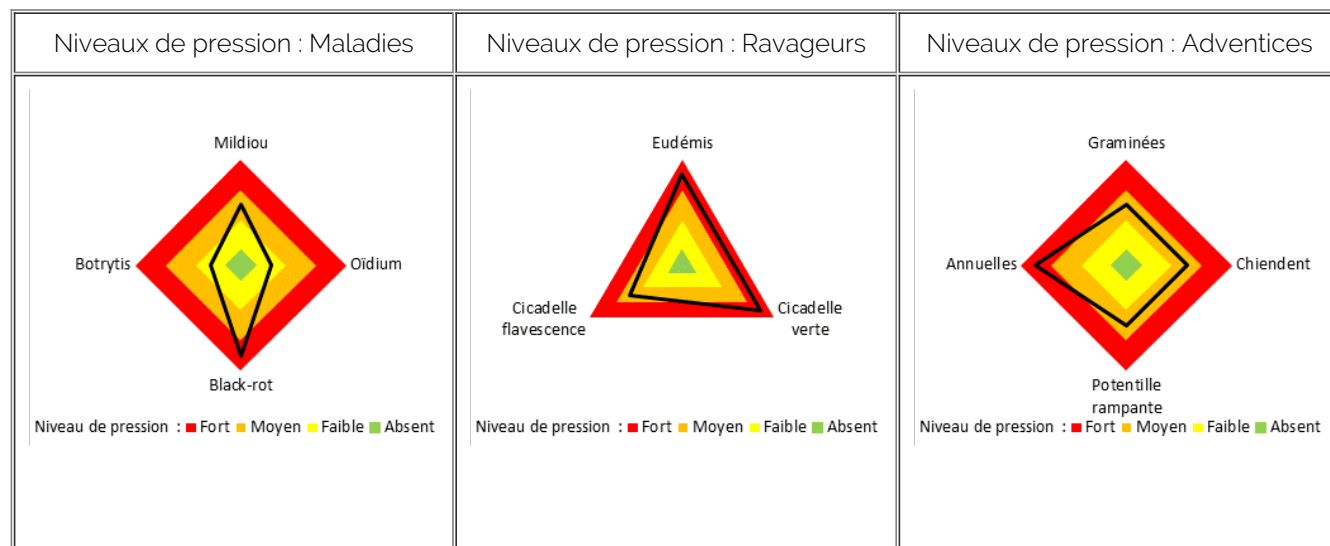 Niveaux de pression : Maladies
Niveaux de pression : Ravageurs
Niveaux de pression : Adventices
Mildiou
Botrytis
Oïdium
Black-rot
Niveau de pression : Fort Moyen Faible Absent
Eudémis
Cicadelle
flavescence
Cicadelle
verte
Niveau de pression : Fort Moyen Faible Absent
Graminées
Annuelles
Chiendent
Potentille
rampante
Niveau de pression : Fort Moyen Faible Absent